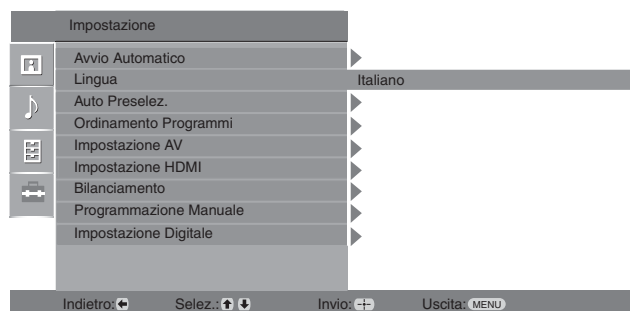 Impostazione
Avvio Automatico
Lingua Italiano
Auto Preselez.
Ordinamento Programmi
Impostazione AV
Impostazione HDMI
Bilanciamento
Programmazione Manuale
Impostazione Digitale
Indietro: Selez.: Invio: Uscita: MENU